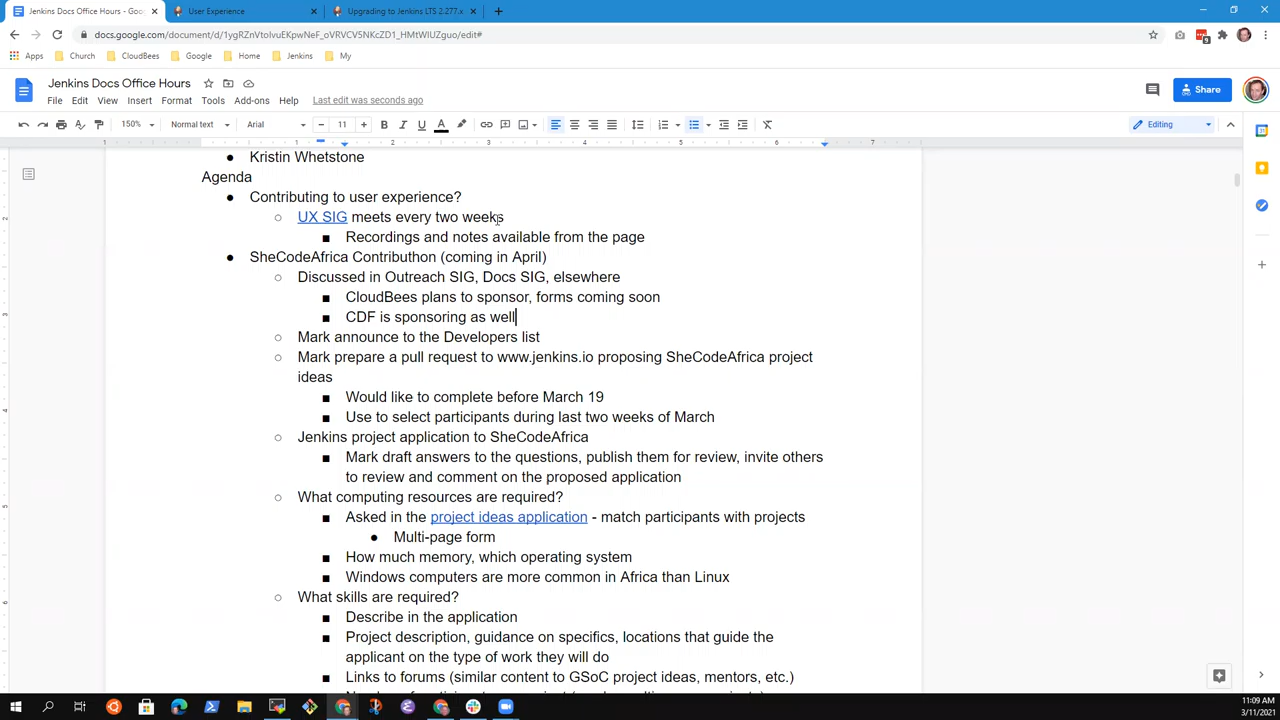 Jenkins Docs Office Hours - Goo
User Experience
Upgrading to Jenkins LTS 2.277.x
docs.google.com/document/d/1ygRZnVtoIvuEKpwNeF_oVRVCV5NKcZD1_HMtWIUZguo/edit#
Apps Church CloudBees Google Home Jenkins My
Jenkins Docs Office Hours
File Edit View Insert Format Tools Add-ons Help Last edit was seconds ago
Share
150% Normal text Arial 11 Editing
1 1 2 3 4 5 6 7
Kristin Whetstone
Agenda
Contributing to user experience?
UX SIG meets every two weeks
Recordings and notes available from the page
SheCodeAfrica Contributhon (coming in April)
Discussed in Outreach SIG, Docs SIG, elsewhere
CloudBees plans to sponsor, forms coming soon
CDF is sponsoring as well
Mark announce to the Developers list
Mark prepare a pull request to www.jenkins.io proposing SheCodeAfrica project
ideas
Would like to complete before March 19
Use to select participants during last two weeks of March
Jenkins project application to SheCodeAfrica
Mark draft answers to the questions, publish them for review, invite others
to review and comment on the proposed application
What computing resources are required?
Asked in the project ideas application - match participants with projects
Multi-page form
How much memory, which operating system
Windows computers are more common in Africa than Linux
What skills are required?
Describe in the application
Project description, guidance on specifics, locations that guide the
applicant on the type of work they will do
Links to forums (similar content to GSoC project ideas, mentors, etc.)
11:09 AM
3/11/2021